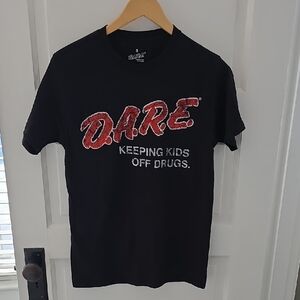 D.A.R.E.®
KEEPING KIDS
OFF DRUGS.